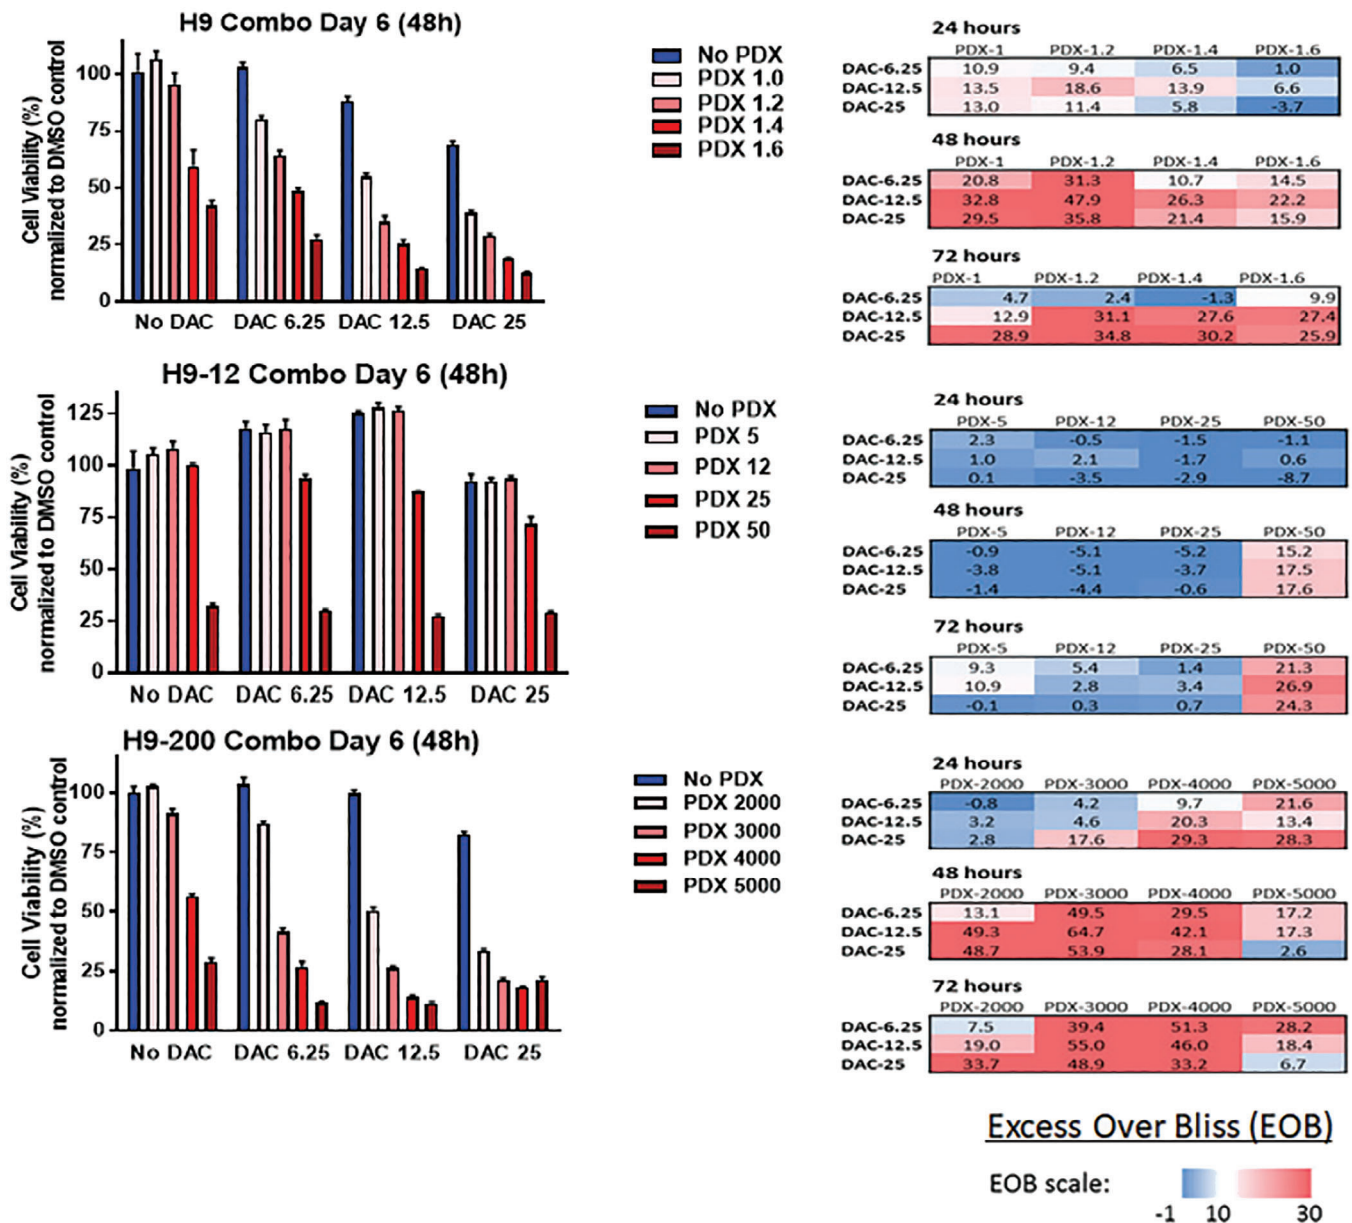 H9 Combo Day 6 (48h)
Cell Viability (%)
normalized to DMSO control
100
75
50
25
0
No DAC DAC 6.25 DAC 12.5 DAC 25
No PDX
PDX 1.0
PDX 1.2
PDX 1.4
PDX 1.6
24 hours
PDX-1 PDX-1.2 PDX-1.4 PDX-1.6
DAC-6.25 10.9 9.4 6.5 1.0
DAC-12.5 13.5 18.6 13.9 6.6
DAC-25 13.0 11.4 5.8 -3.7
48 hours
PDX-1 PDX-1.2 PDX-1.4 PDX-1.6
DAC-6.25 20.8 31.3 10.7 14.5
DAC-12.5 32.8 47.9 26.3 22.2
DAC-25 29.5 35.8 21.4 15.9
72 hours
PDX-1 PDX-1.2 PDX-1.4 PDX-1.6
DAC-6.25 4.7 2.4 -1.3 9.9
DAC-12.5 12.9 31.1 27.6 27.4
DAC-25 28.9 34.8 30.2 25.9
H9-12 Combo Day 6 (48h)
Cell Viability (%)
normalized to DMSO control
125
100
75
50
25
0
No DAC DAC 6.25 DAC 12.5 DAC 25
No PDX
PDX 5
PDX 12
PDX 25
PDX 50
24 hours
PDX-5 PDX-12 PDX-25 PDX-50
DAC-6.25 2.3 -0.5 -1.5 -1.1
DAC-12.5 1.0 2.1 -1.7 0.6
DAC-25 0.1 -3.5 -2.9 -8.7
48 hours
PDX-5 PDX-12 PDX-25 PDX-50
DAC-6.25 -0.9 -5.1 -5.2 15.2
DAC-12.5 -3.8 -5.1 -3.7 17.5
DAC-25 -1.4 -4.4 -0.6 17.6
72 hours
PDX-5 PDX-12 PDX-25 PDX-50
DAC-6.25 9.3 5.4 1.4 21.3
DAC-12.5 10.9 2.8 3.4 26.9
DAC-25 -0.1 0.3 0.7 24.3
H9-200 Combo Day 6 (48h)
Cell Viability (%)
normalized to DMSO control
100
75
50
25
0
No DAC DAC 6.25 DAC 12.5 DAC 25
No PDX
PDX 2000
PDX 3000
PDX 4000
PDX 5000
24 hours
PDX-2000 PDX-3000 PDX-4000 PDX-5000
DAC-6.25 -0.8 4.2 9.7 21.6
DAC-12.5 3.2 4.6 20.3 13.4
DAC-25 2.8 17.6 29.3 28.3
48 hours
PDX-2000 PDX-3000 PDX-4000 PDX-5000
DAC-6.25 13.1 49.5 29.5 17.2
DAC-12.5 49.3 64.7 42.1 17.3
DAC-25 48.7 53.9 28.1 2.6
72 hours
PDX-2000 PDX-3000 PDX-4000 PDX-5000
DAC-6.25 7.5 39.4 51.3 28.2
DAC-12.5 19.0 55.0 46.0 18.4
DAC-25 33.7 48.9 33.2 6.7
Excess Over Bliss (EOB)
EOB scale:
-1 10 30